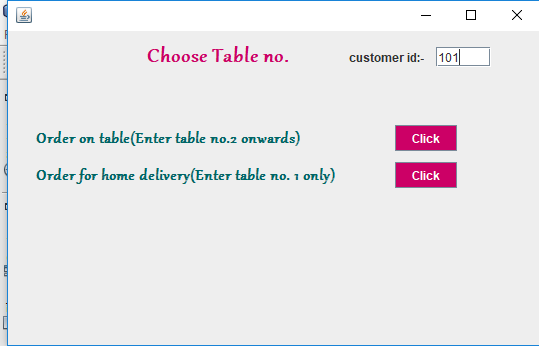 Choose Table no. customer id:- 101
Order on table(Enter table no.2 onwards) Click
Order for home delivery(Enter table no. 1 only) Click